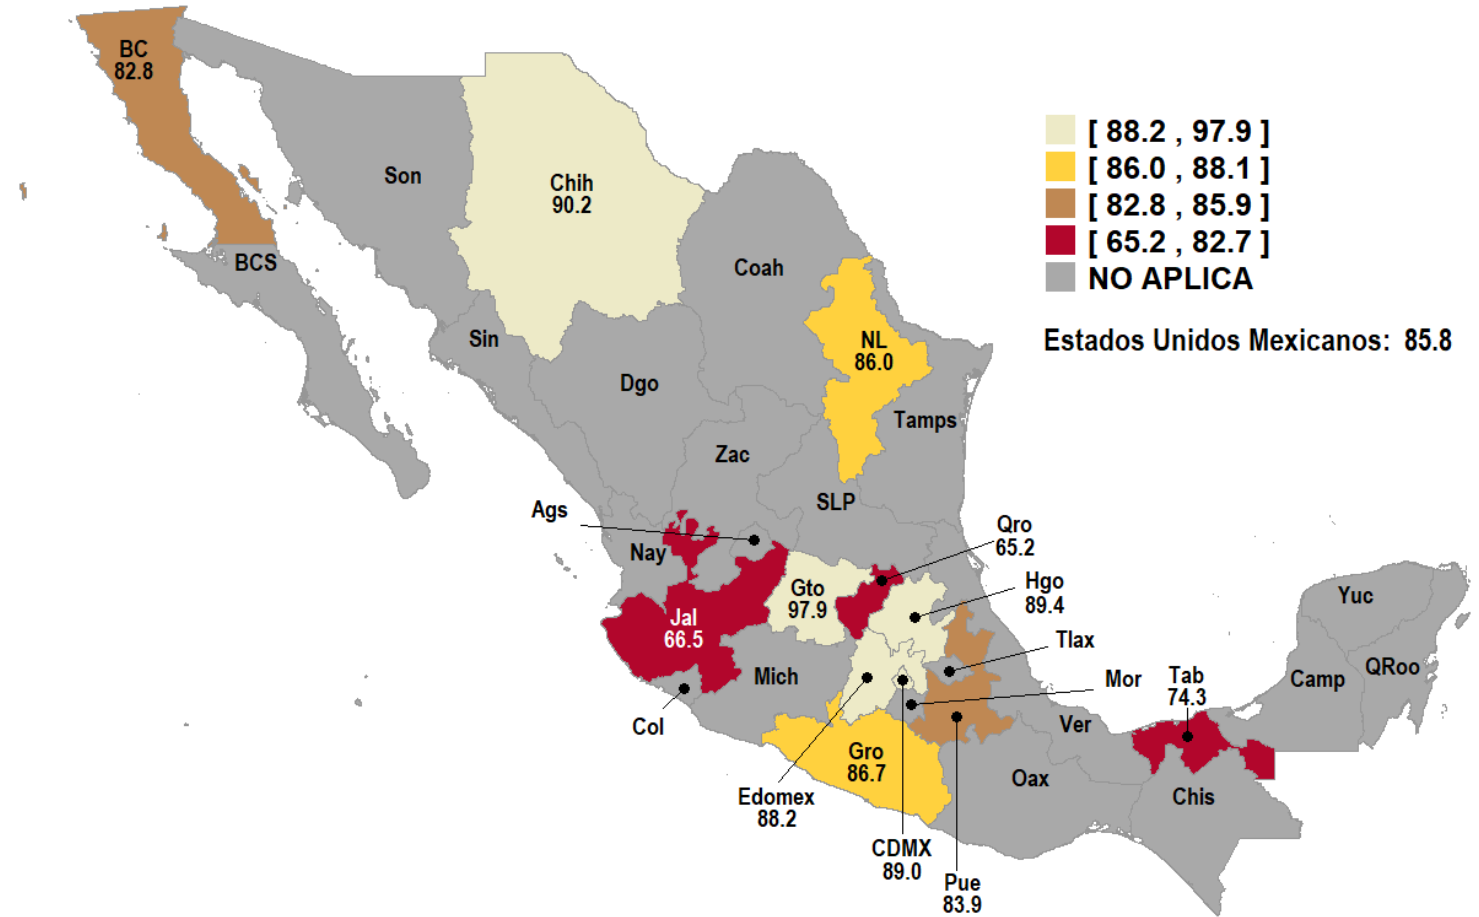 BC
82.8
Son
Chih
90.2
BCS
Coah
Sin
NL
86.0
Dgo
Tamps
Zac
SLP
Ags
Nay
Qro
65.2
Gto
97.9
Hgo
89.4
Jal
66.5
Tlax
Mich
Mor
Tab
74.3
Col
Ver
Yuc
QRoo
Camp
Gro
86.7
Oax
Chis
Edomex
88.2
CDMX
89.0
Pue
83.9
[ 88.2 , 97.9 ]
[ 86.0 , 88.1 ]
[ 82.8 , 85.9 ]
[ 65.2 , 82.7 ]
NO APLICA
Estados Unidos Mexicanos: 85.8